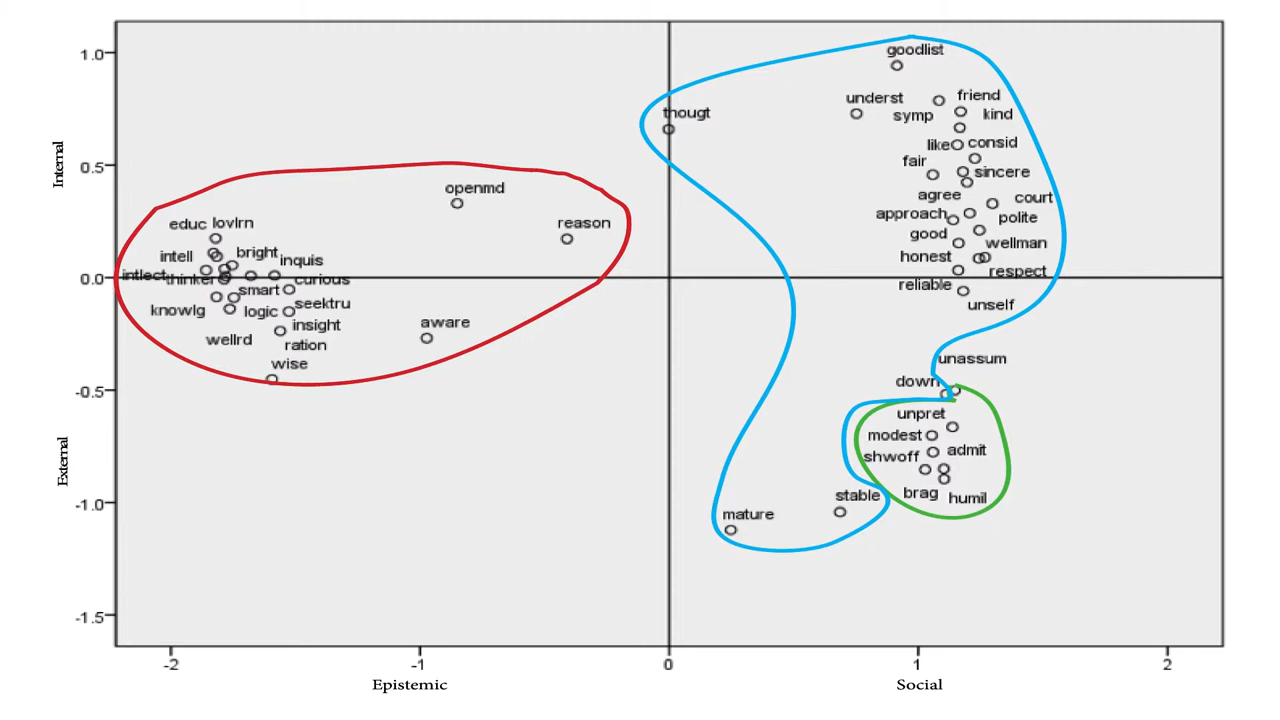 goodlist
1.0
underst
friend
thougt
symp
kind
like
consid
Internal
0.5
fair
sincere
openmd
agree
court
educ
lovlrn
reason
approach
polite
good
wellman
intell
bright
inquis
honest
respect
0.0
intlect
thinker
curious
smart
reliable
unself
knowlg
logic
seektru
insight
aware
wellrd
ration
wise
unassum
-0.5
down
unpret
External
modest
admit
shwoff
brag
humil
stable
-1.0
mature
-1.5
-2
-1
0
1
2
Epistemic
Social